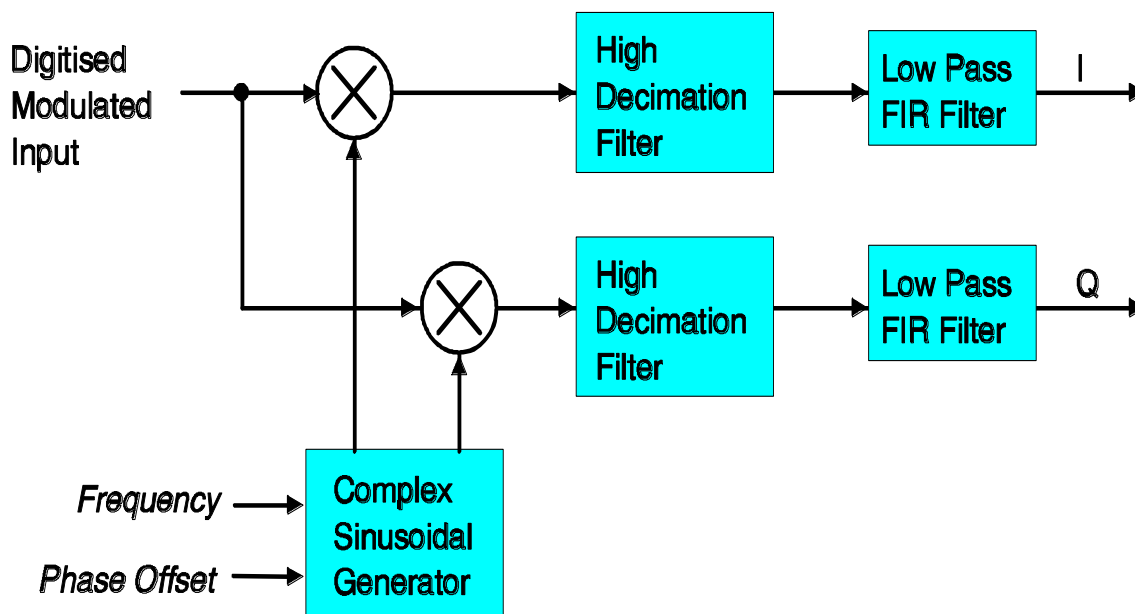 Digitised
Modulated
Input
High
Decimation
Filter
Low Pass
FIR Filter
I
High
Decimation
Filter
Low Pass
FIR Filter
Q
Frequency
Phase Offset
Complex
Sinusoidal
Generator